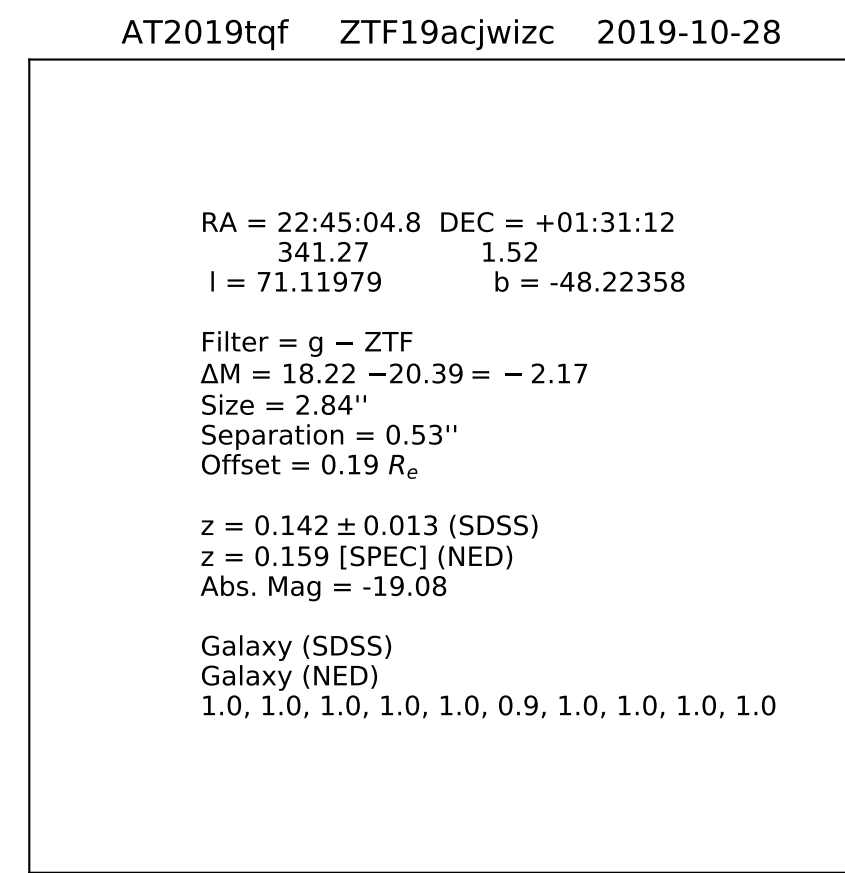 AT2019tqf ZTF19acjwizc 2019-10-28
RA = 22:45:04.8 DEC = +01:31:12
341.27 1.52
l = 71.11979 b = -48.22358
Filter = g − ZTF
ΔM = 18.22 −20.39 = − 2.17
Size = 2.84''
Separation = 0.53''
Offset = 0.19 Rₑ
z = 0.142 ± 0.013 (SDSS)
z = 0.159 [SPEC] (NED)
Abs. Mag = -19.08
Galaxy (SDSS)
Galaxy (NED)
1.0, 1.0, 1.0, 1.0, 1.0, 0.9, 1.0, 1.0, 1.0, 1.0